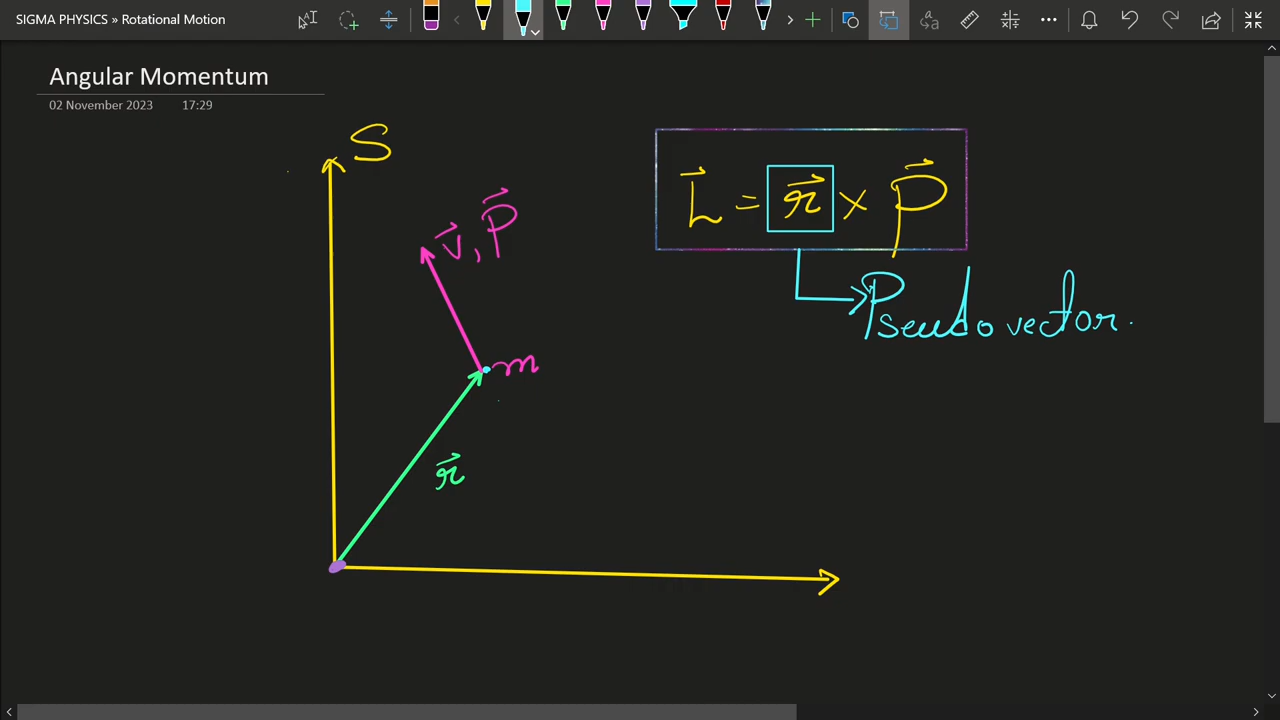 SIGMA PHYSICS » Rotational Motion
Angular Momentum
02 November 2023 17:29
S
v⃗, p⃗
L⃗ = r⃗ × P⃗
Pseudo vector.
m
r⃗